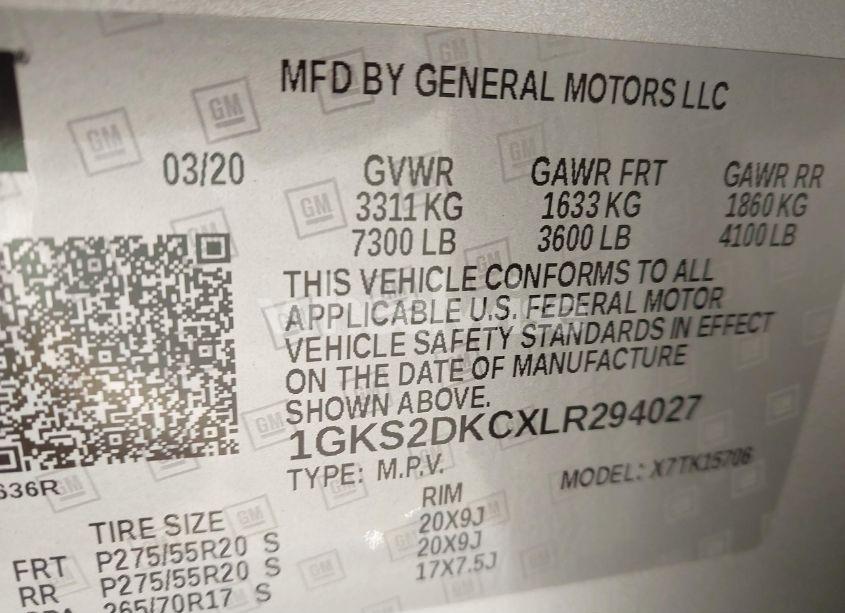 MFD BY GENERAL MOTORS LLC
03/20 GVWR GAWR FRT GAWR RR
3311 KG 1633 KG 1860 KG
7300 LB 3600 LB 4100 LB
THIS VEHICLE CONFORMS TO ALL
APPLICABLE U.S. FEDERAL MOTOR
VEHICLE SAFETY STANDARDS IN EFFECT
ON THE DATE OF MANUFACTURE
SHOWN ABOVE.
1GKS2DKCXLR294027
TYPE: M.P.V. MODEL: X7TK15706
636R
TIRE SIZE RIM
FRT P275/55R20 S 20X9J
RR P275/55R20 S 20X9J
265/70R17 S 17X7.5J